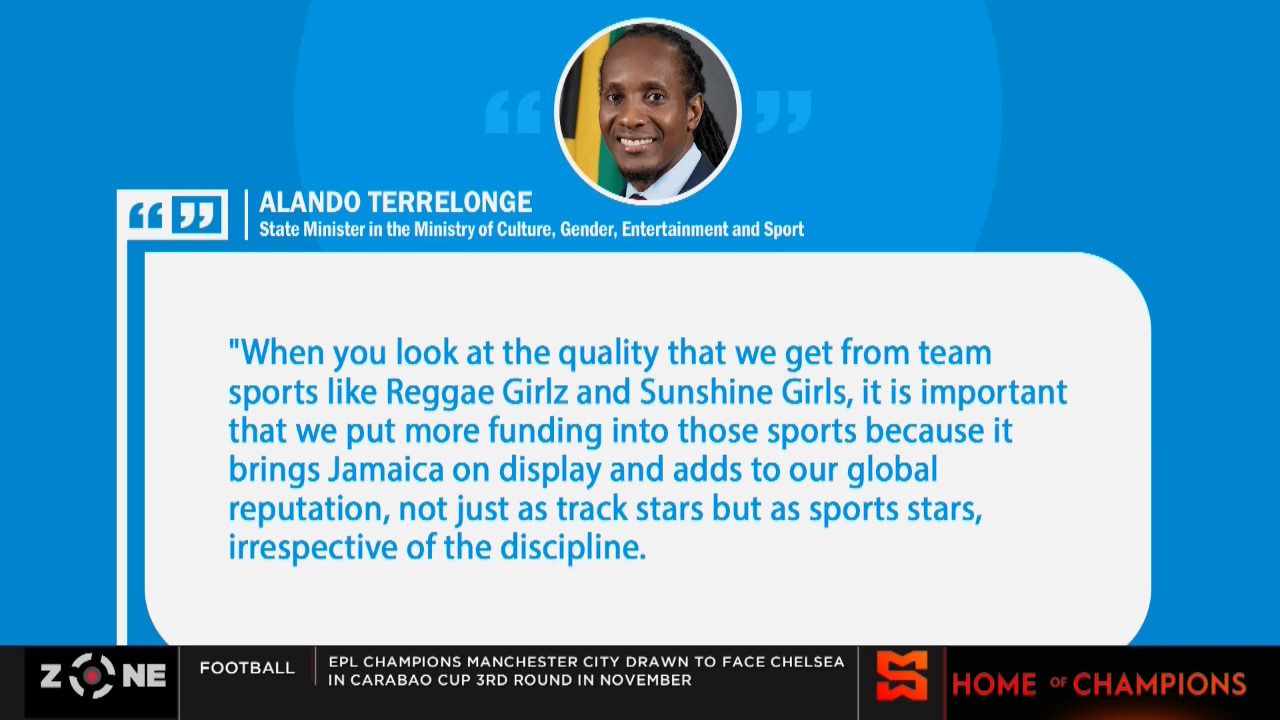 ALANDO TERRELONGE
State Minister in the Ministry of Culture, Gender, Entertainment and Sport
"When you look at the quality that we get from team
sports like Reggae Girlz and Sunshine Girls, it is important
that we put more funding into those sports because it
brings Jamaica on display and adds to our global
reputation, not just as track stars but as sports stars,
irrespective of the discipline.
ZONE
FOOTBALL
EPL CHAMPIONS MANCHESTER CITY DRAWN TO FACE CHELSEA
IN CARABAO CUP 3RD ROUND IN NOVEMBER
HOME OF CHAMPIONS